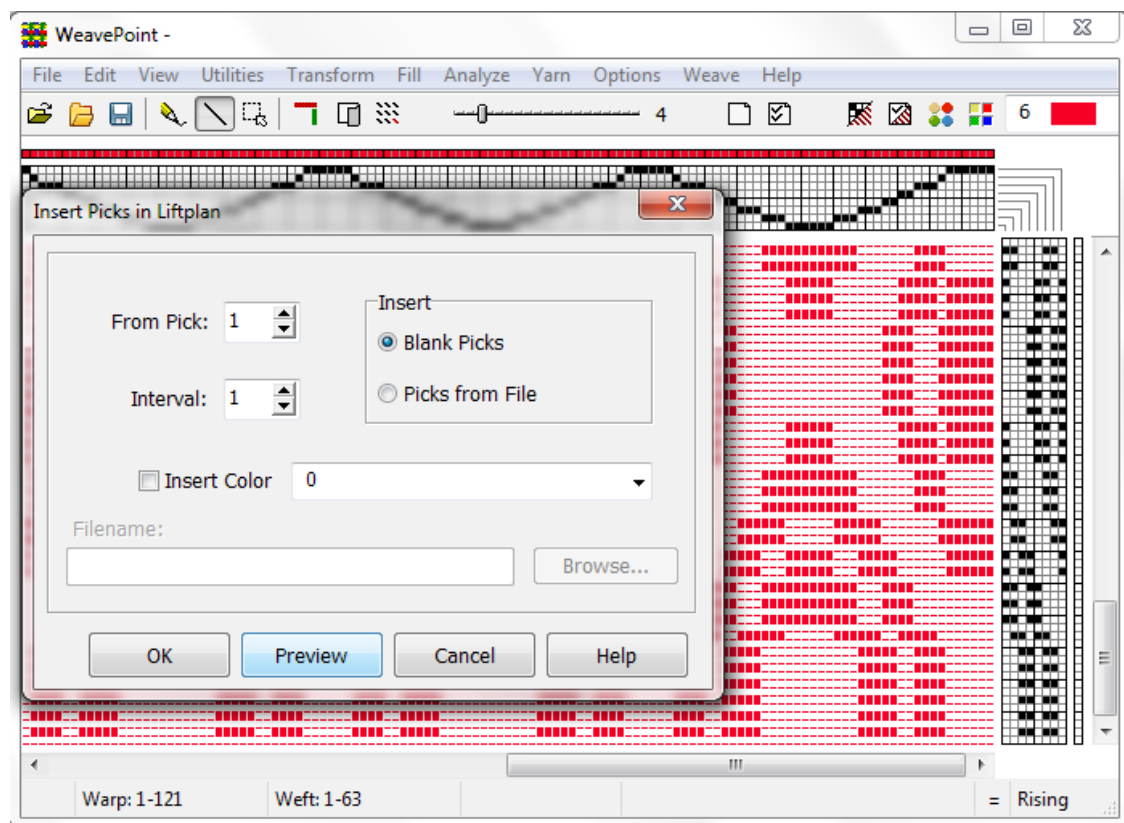 WeavePoint -
File Edit View Utilities Transform Fill Analyze Yarn Options Weave Help
4 6
Insert Picks in Liftplan
From Pick: 1
Insert
Blank Picks
Interval: 1
Picks from File
Insert Color 0
Filename:
Browse...
OK Preview Cancel Help
Warp: 1-121 Weft: 1-63 = Rising